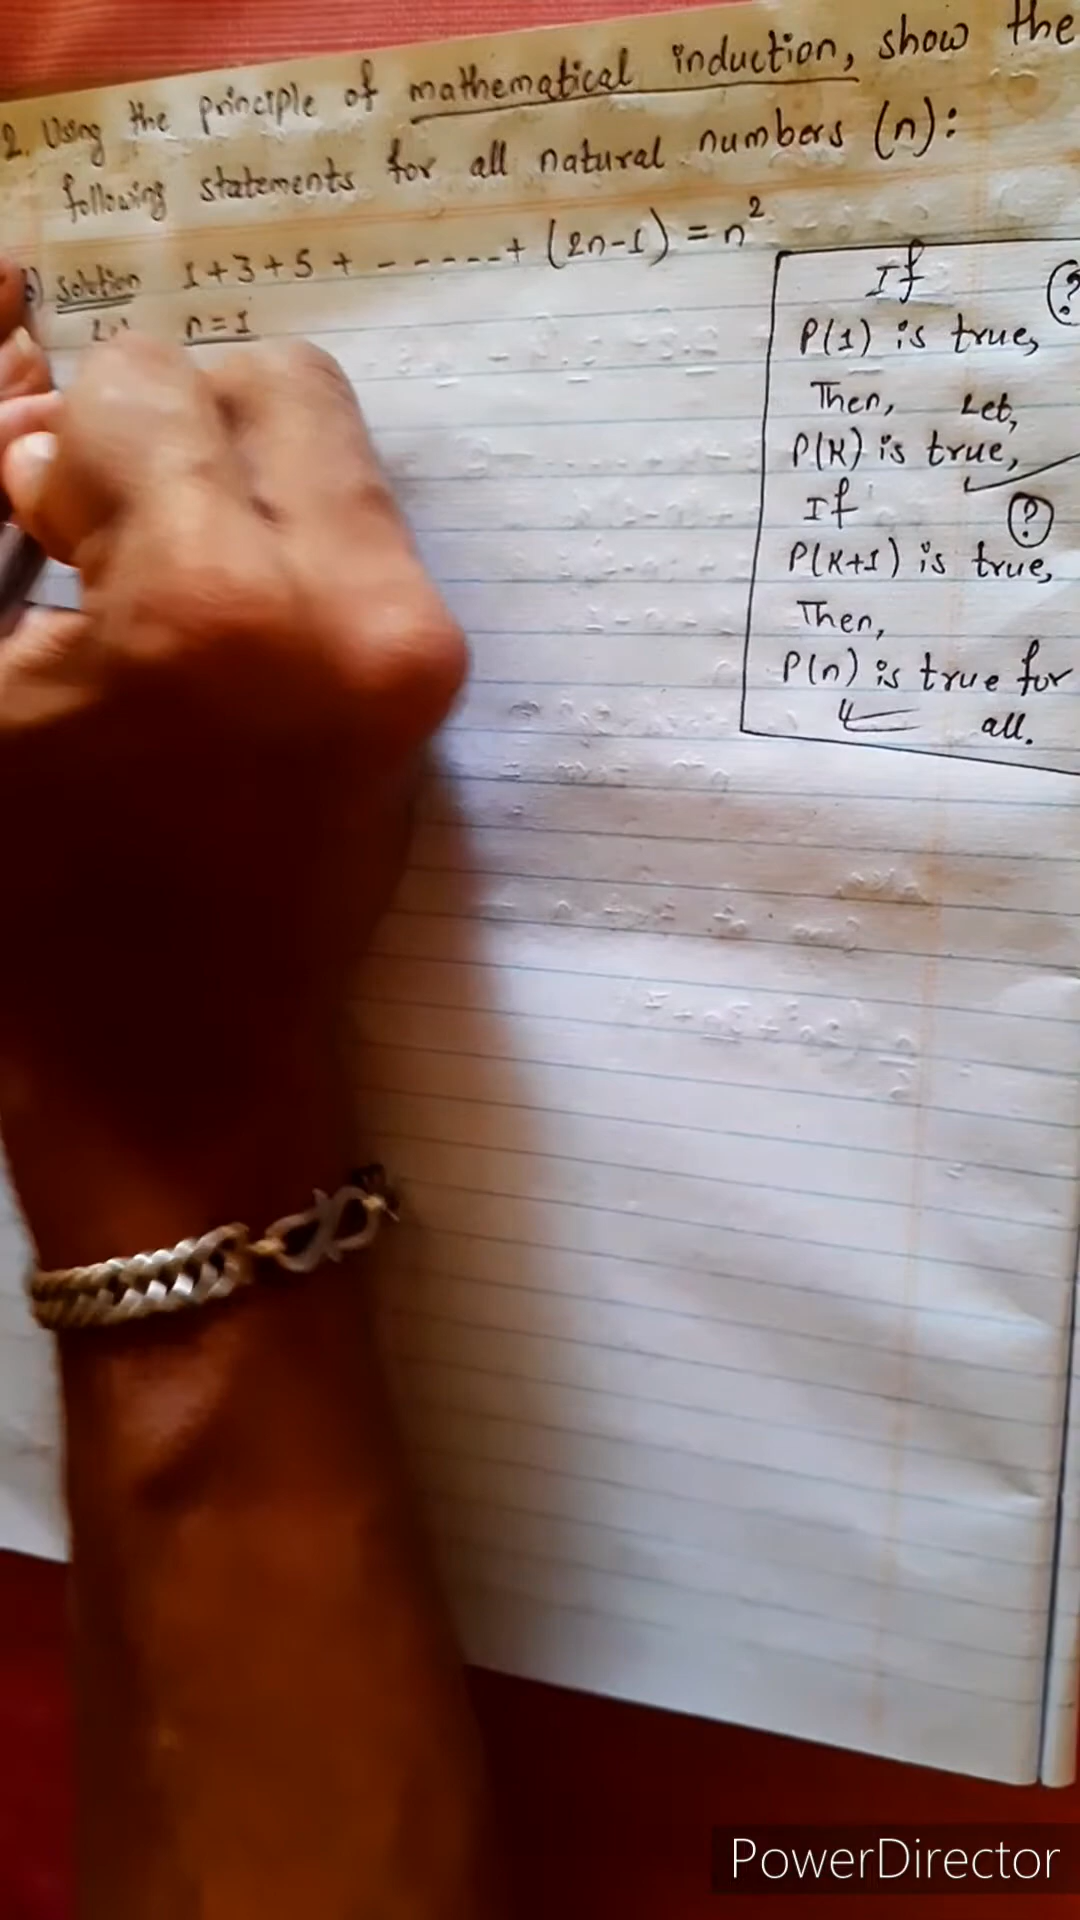 2. Using the principle of mathematical induction, show the
following statements for all natural numbers (n):
b) Solution 1+3+5+ ------+ (2n-1) = n²
n=1
If ?
P(1) is true,
Then, Let,
P(K) is true,
If ?
P(K+1) is true,
Then,
P(n) is true for
all.
PowerDirector